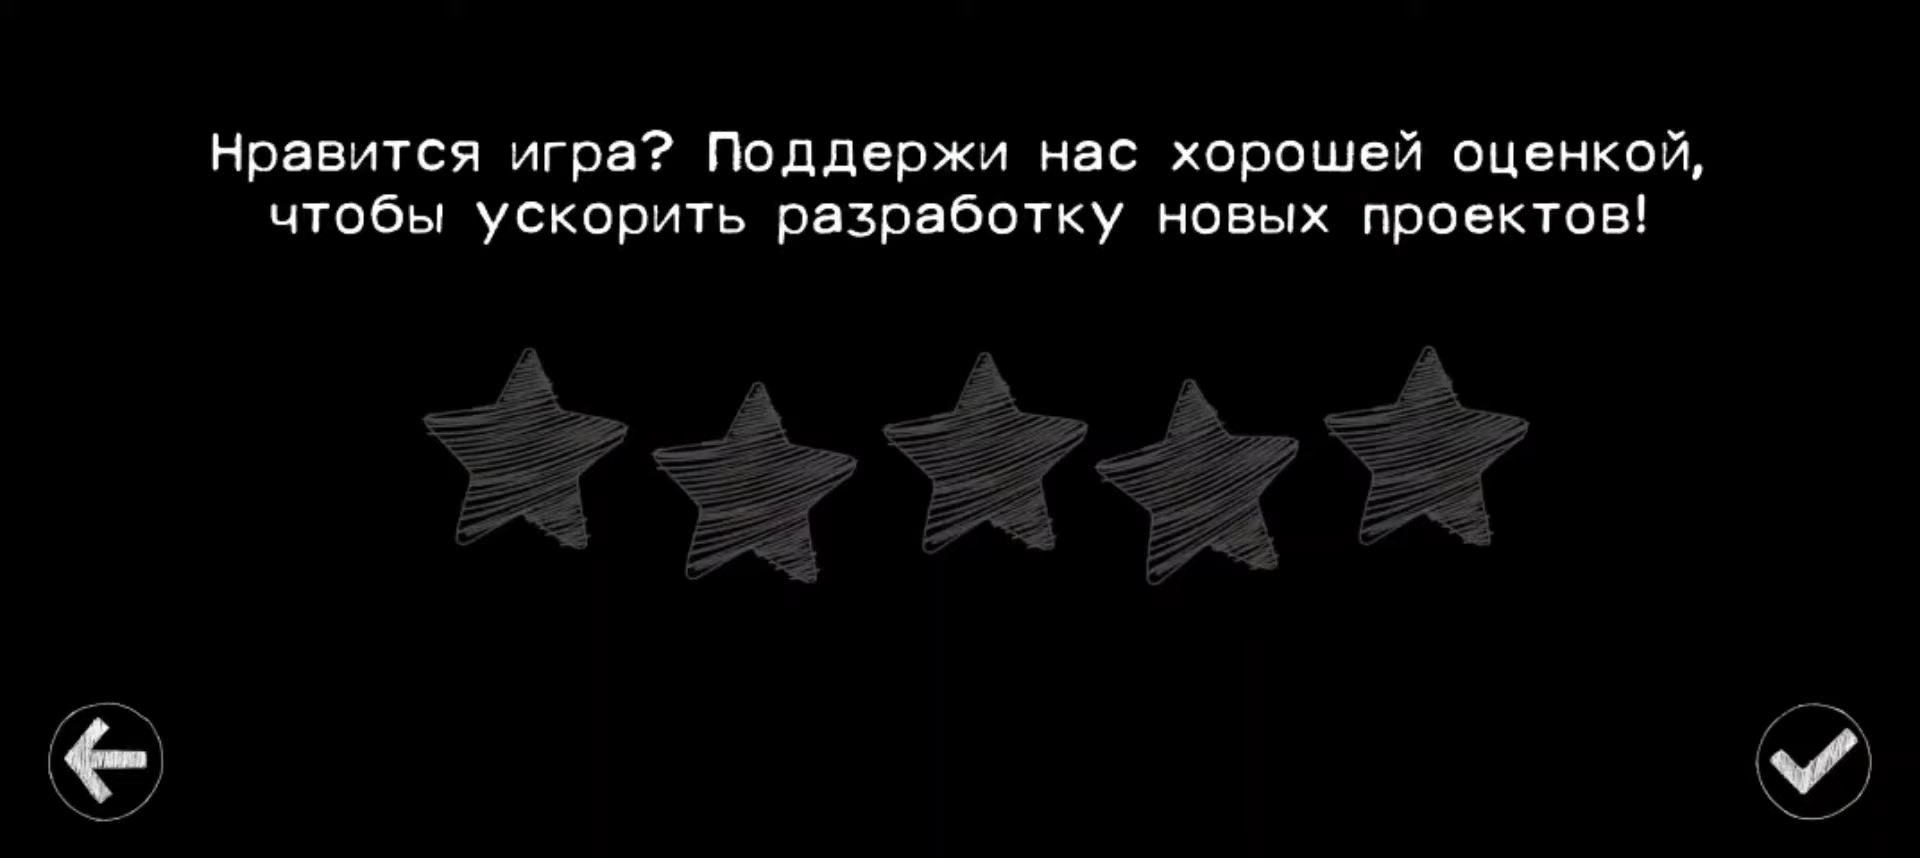 Нравится игра? Поддержи нас хорошей оценкой,
чтобы ускорить разработку новых проектов!